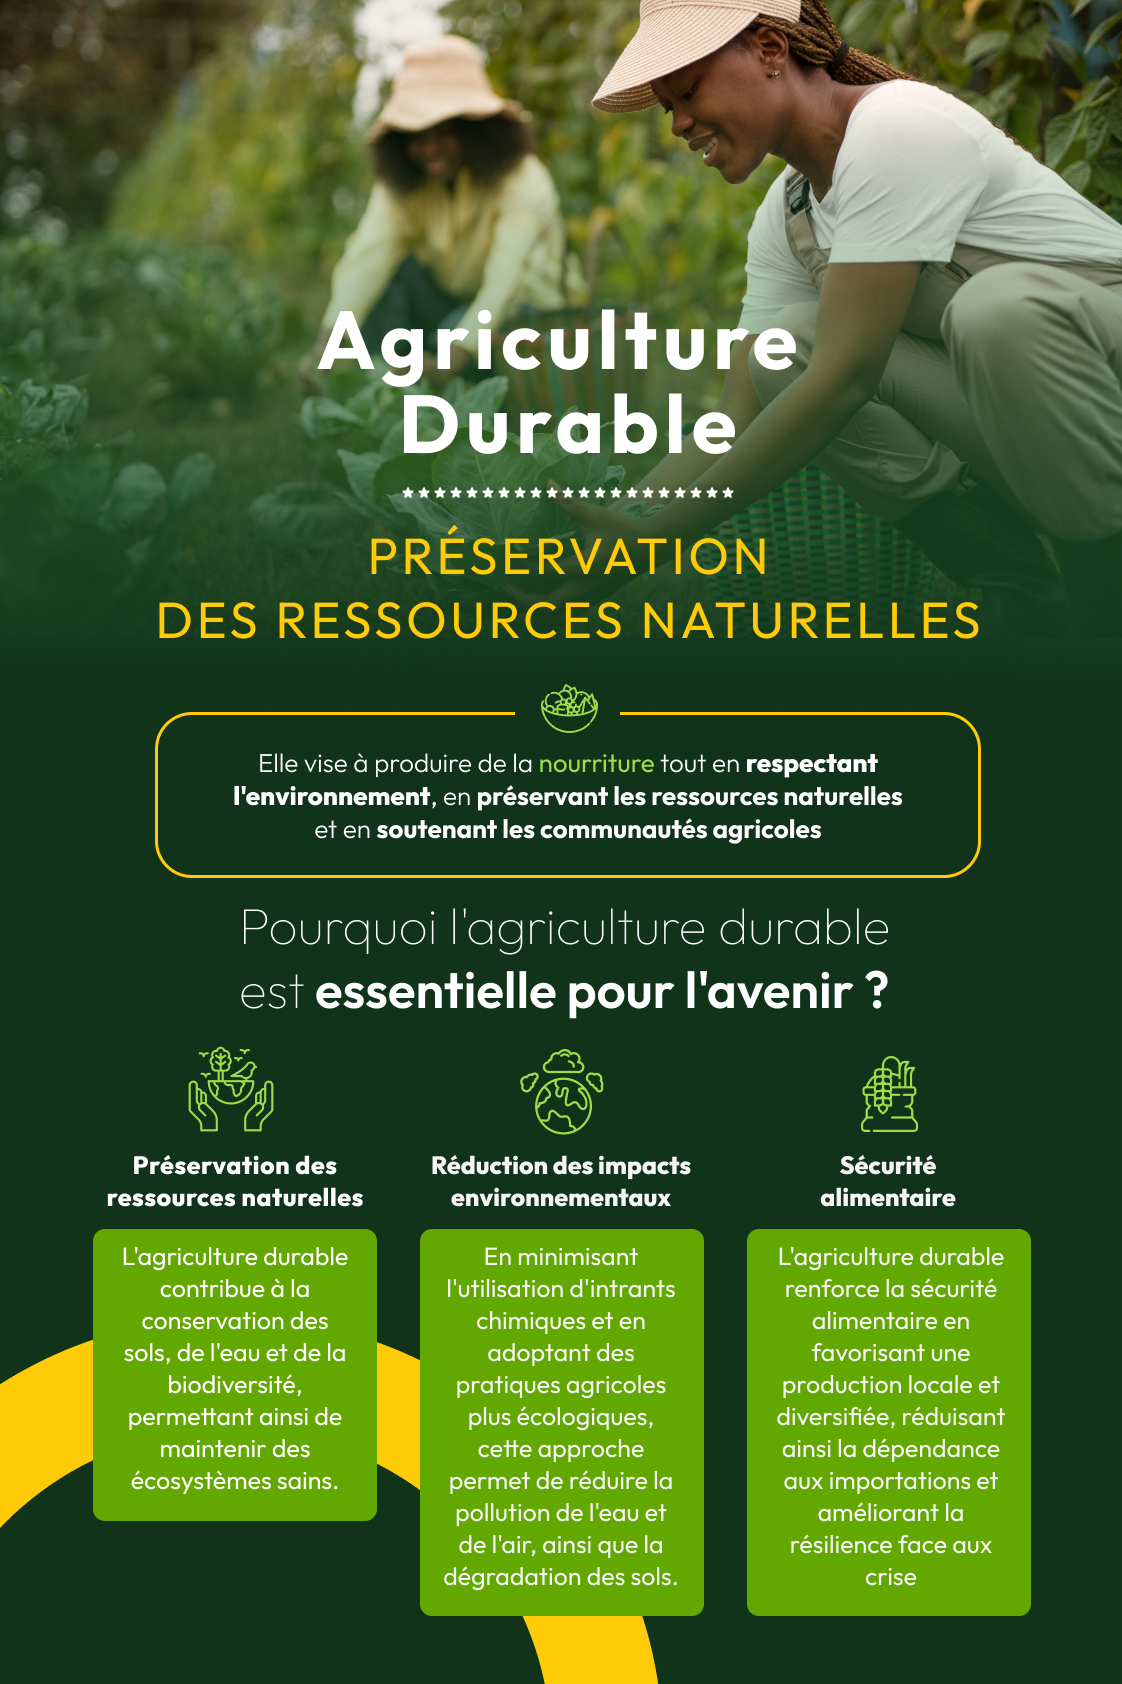 Agriculture
Durable
PRÉSERVATION
DES RESSOURCES NATURELLES
Elle vise à produire de la nourriture tout en respectant
l'environnement, en préservant les ressources naturelles
et en soutenant les communautés agricoles
Pourquoi l'agriculture durable
est essentielle pour l'avenir ?
Préservation des
ressources naturelles
L'agriculture durable
contribue à la
conservation des
sols, de l'eau et de la
biodiversité,
permettant ainsi de
maintenir des
écosystèmes sains.
Réduction des impacts
environnementaux
En minimisant
l'utilisation d'intrants
chimiques et en
adoptant des
pratiques agricoles
plus écologiques,
cette approche
permet de réduire la
pollution de l'eau et
de l'air, ainsi que la
dégradation des sols.
Sécurité
alimentaire
L'agriculture durable
renforce la sécurité
alimentaire en
favorisant une
production locale et
diversifiée, réduisant
ainsi la dépendance
aux importations et
améliorant la
résilience face aux
crise